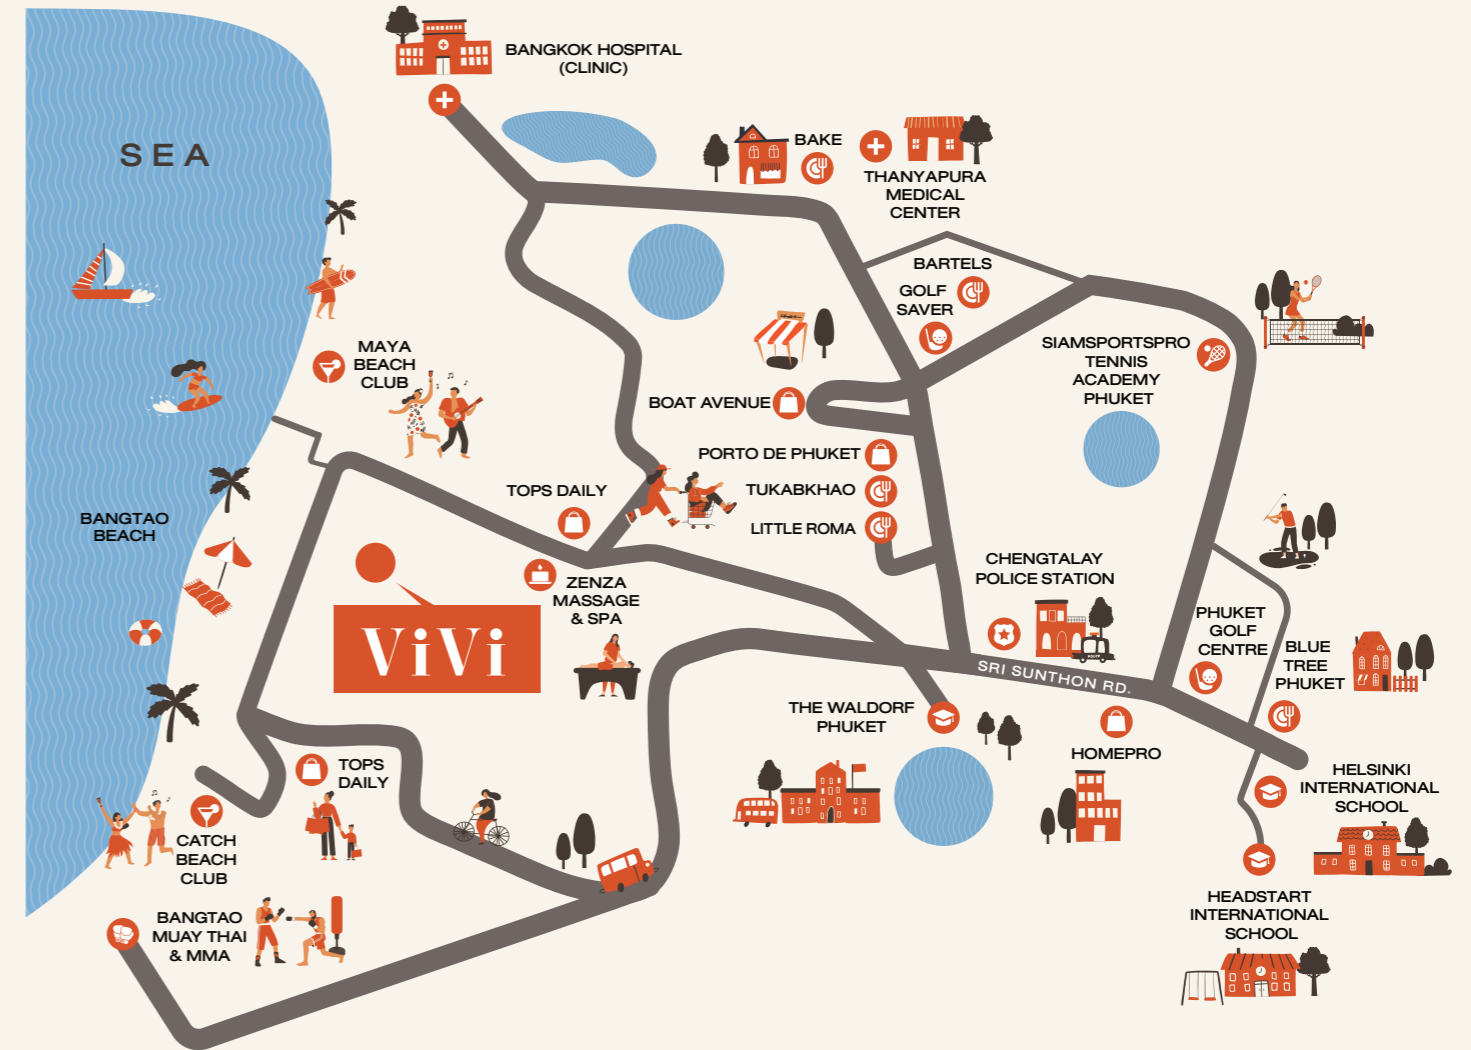 BANGKOK HOSPITAL
(CLINIC)
SEA
BAKE
THANYAPURA
MEDICAL
CENTER
BARTELS
GOLF
SAVER
MAYA
BEACH
CLUB
SIAMSPORTSPRO
TENNIS
ACADEMY
PHUKET
BOAT AVENUE
PORTO DE PHUKET
TUKABKHAO
LITTLE ROMA
TOPS DAILY
BANGTAO
BEACH
ZENZA
MASSAGE
& SPA
ViVi
CHENGTALAY
POLICE STATION
PHUKET
GOLF
CENTRE
BLUE
TREE
PHUKET
SRI SUNTHON RD.
THE WALDORF
PHUKET
HOMEPRO
TOPS
DAILY
HELSINKI
INTERNATIONAL
SCHOOL
CATCH
BEACH
CLUB
HEADSTART
INTERNATIONAL
SCHOOL
BANGTAO
MUAY THAI
& MMA